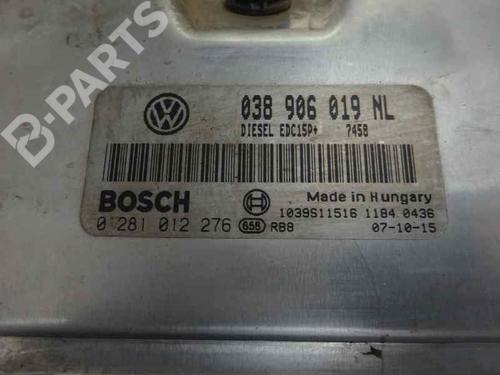 B-PARTS
038 906 019 NL
DIESEL EDC15P+ 7458
BOSCH
Made in Hungary
1039S11516 1184 0436
0 281 012 276 658 RB8 07-10-15